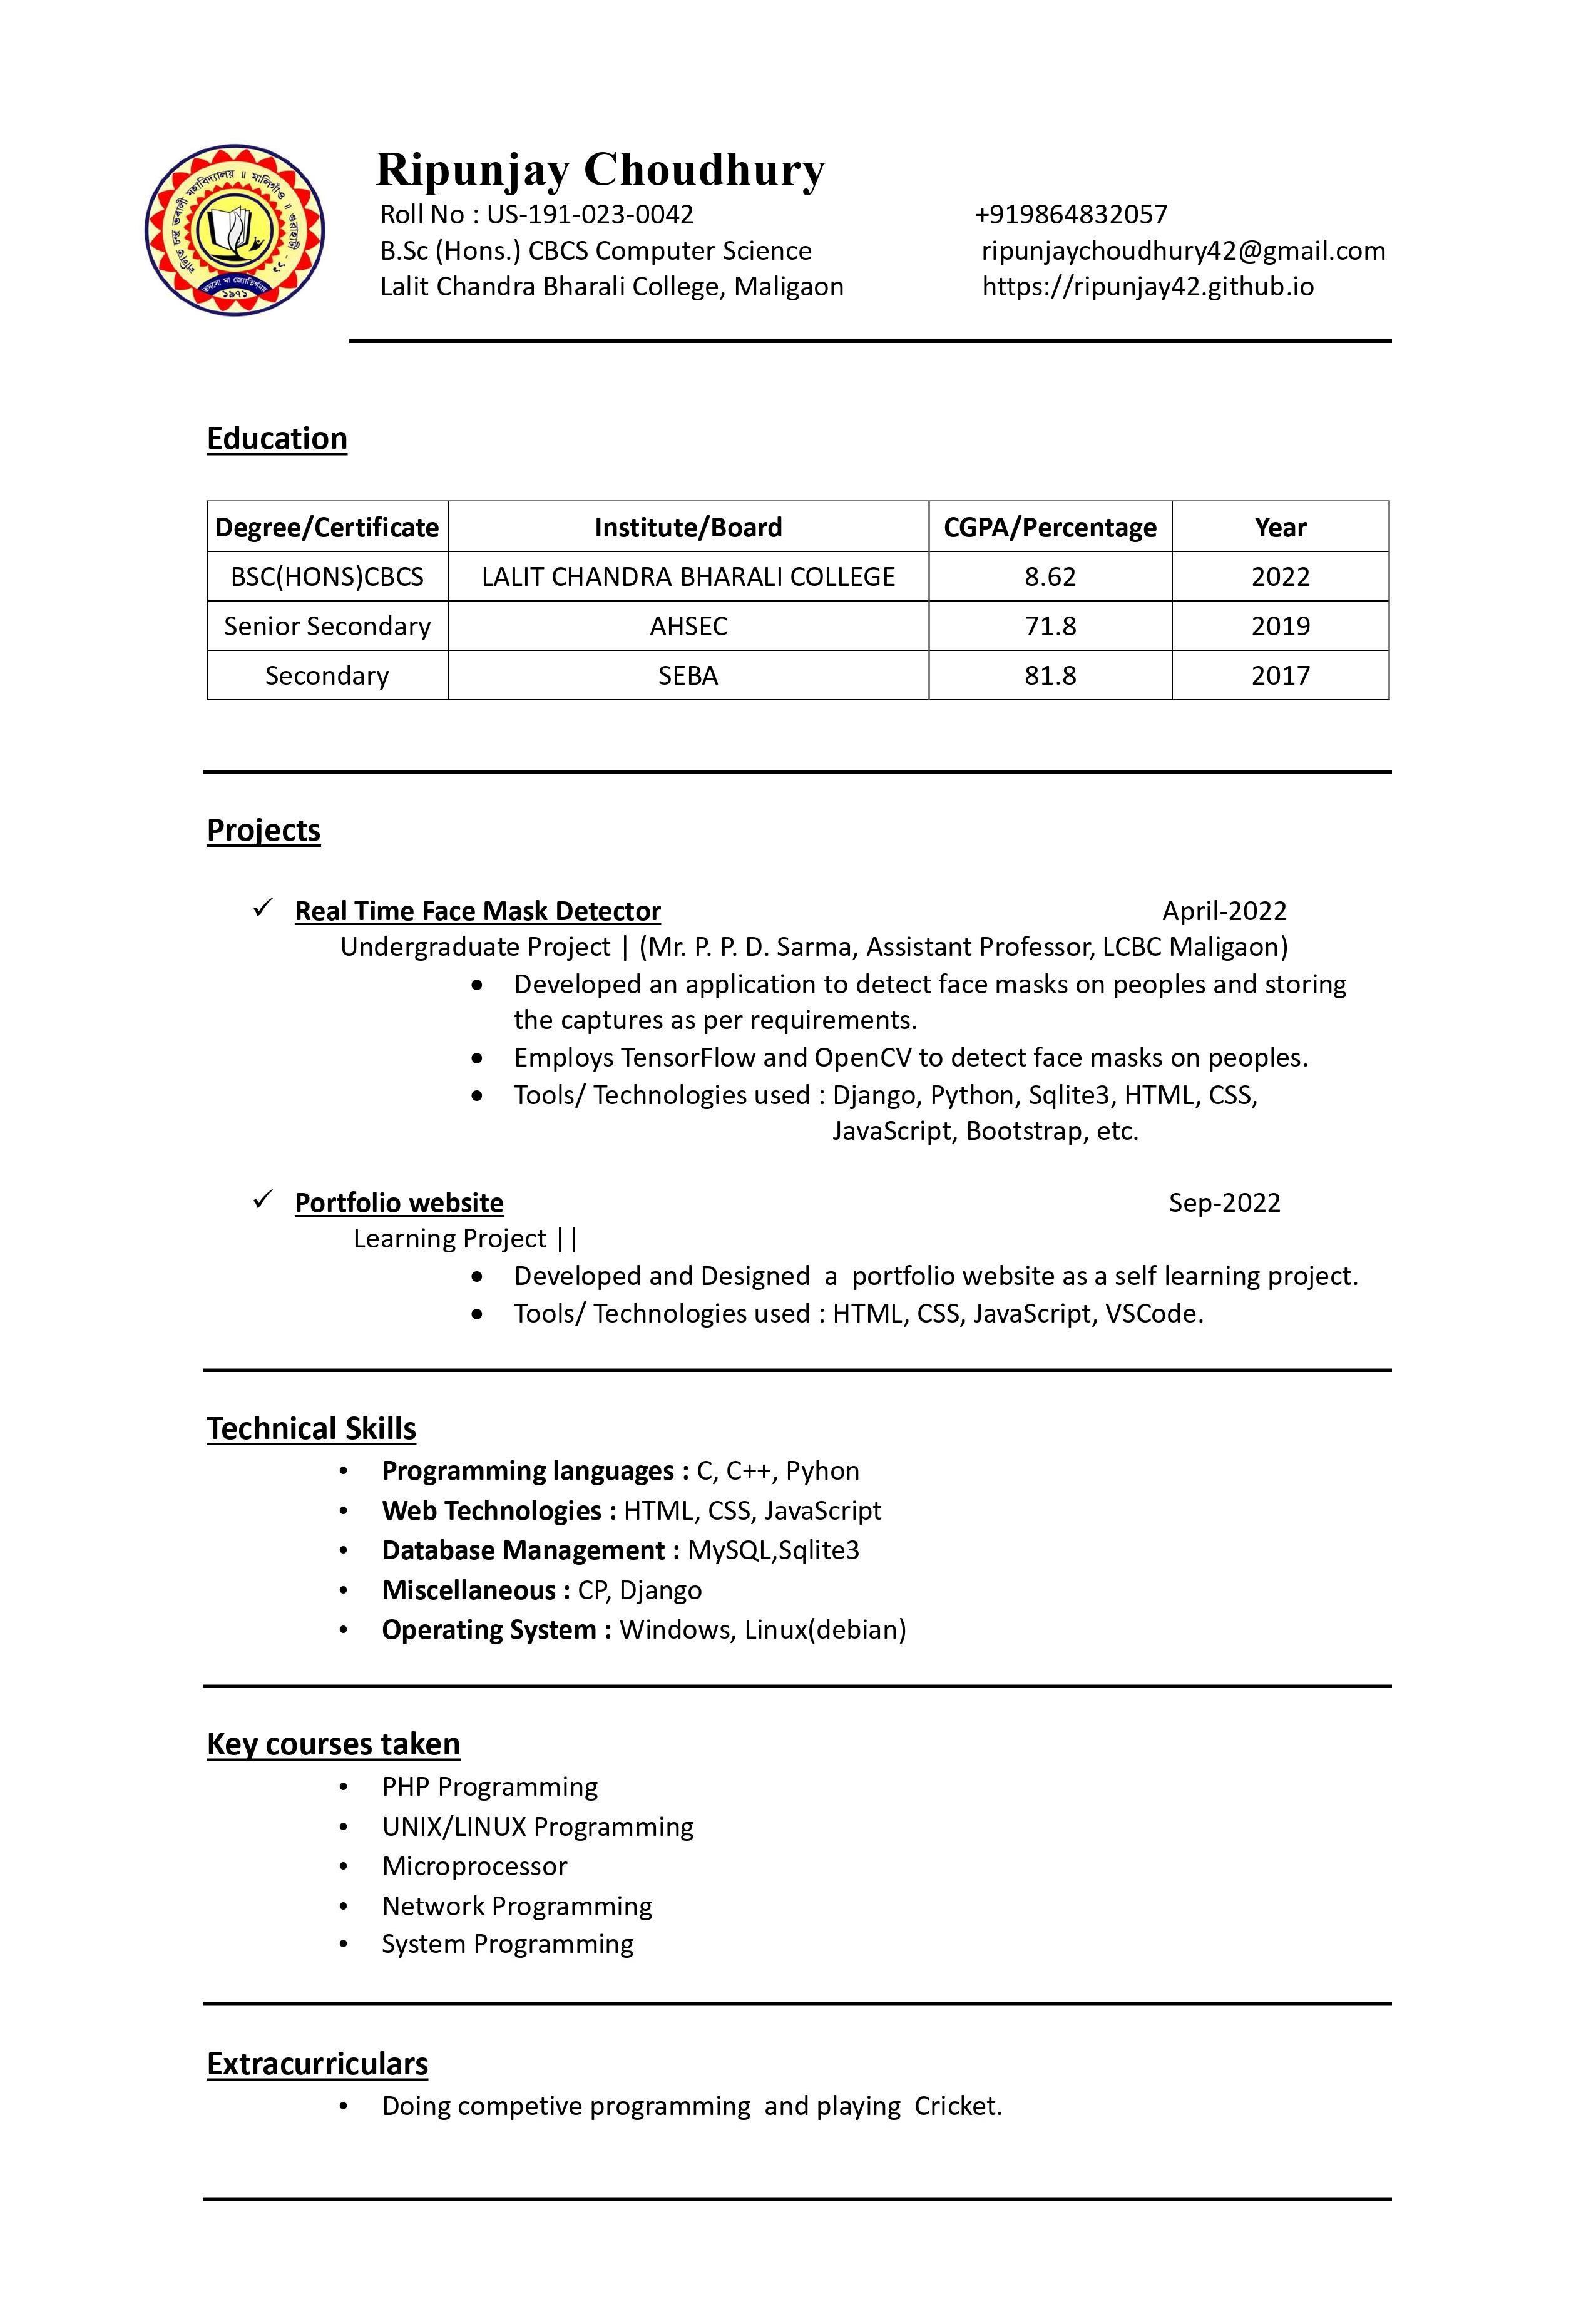 ললিত চন্দ্ৰ ভৰালী মহাবিদ্যালয় ॥ মালিগাঁও ॥ গুৱাহাটী - ১১
তমসো মা জ্যোতিৰ্গময়
১৯৭১
Ripunjay Choudhury
Roll No : US-191-023-0042 +919864832057
B.Sc (Hons.) CBCS Computer Science ripunjaychoudhury42@gmail.com
Lalit Chandra Bharali College, Maligaon https://ripunjay42.github.io
Education
Degree/Certificate Institute/Board CGPA/Percentage Year
BSC(HONS)CBCS LALIT CHANDRA BHARALI COLLEGE 8.62 2022
Senior Secondary AHSEC 71.8 2019
Secondary SEBA 81.8 2017
Projects
✓ Real Time Face Mask Detector April-2022
Undergraduate Project | (Mr. P. P. D. Sarma, Assistant Professor, LCBC Maligaon)
• Developed an application to detect face masks on peoples and storing
the captures as per requirements.
• Employs TensorFlow and OpenCV to detect face masks on peoples.
• Tools/ Technologies used : Django, Python, Sqlite3, HTML, CSS,
JavaScript, Bootstrap, etc.
✓ Portfolio website Sep-2022
Learning Project ||
• Developed and Designed a portfolio website as a self learning project.
• Tools/ Technologies used : HTML, CSS, JavaScript, VSCode.
Technical Skills
• Programming languages : C, C++, Pyhon
• Web Technologies : HTML, CSS, JavaScript
• Database Management : MySQL,Sqlite3
• Miscellaneous : CP, Django
• Operating System : Windows, Linux(debian)
Key courses taken
• PHP Programming
• UNIX/LINUX Programming
• Microprocessor
• Network Programming
• System Programming
Extracurriculars
• Doing competive programming and playing Cricket.